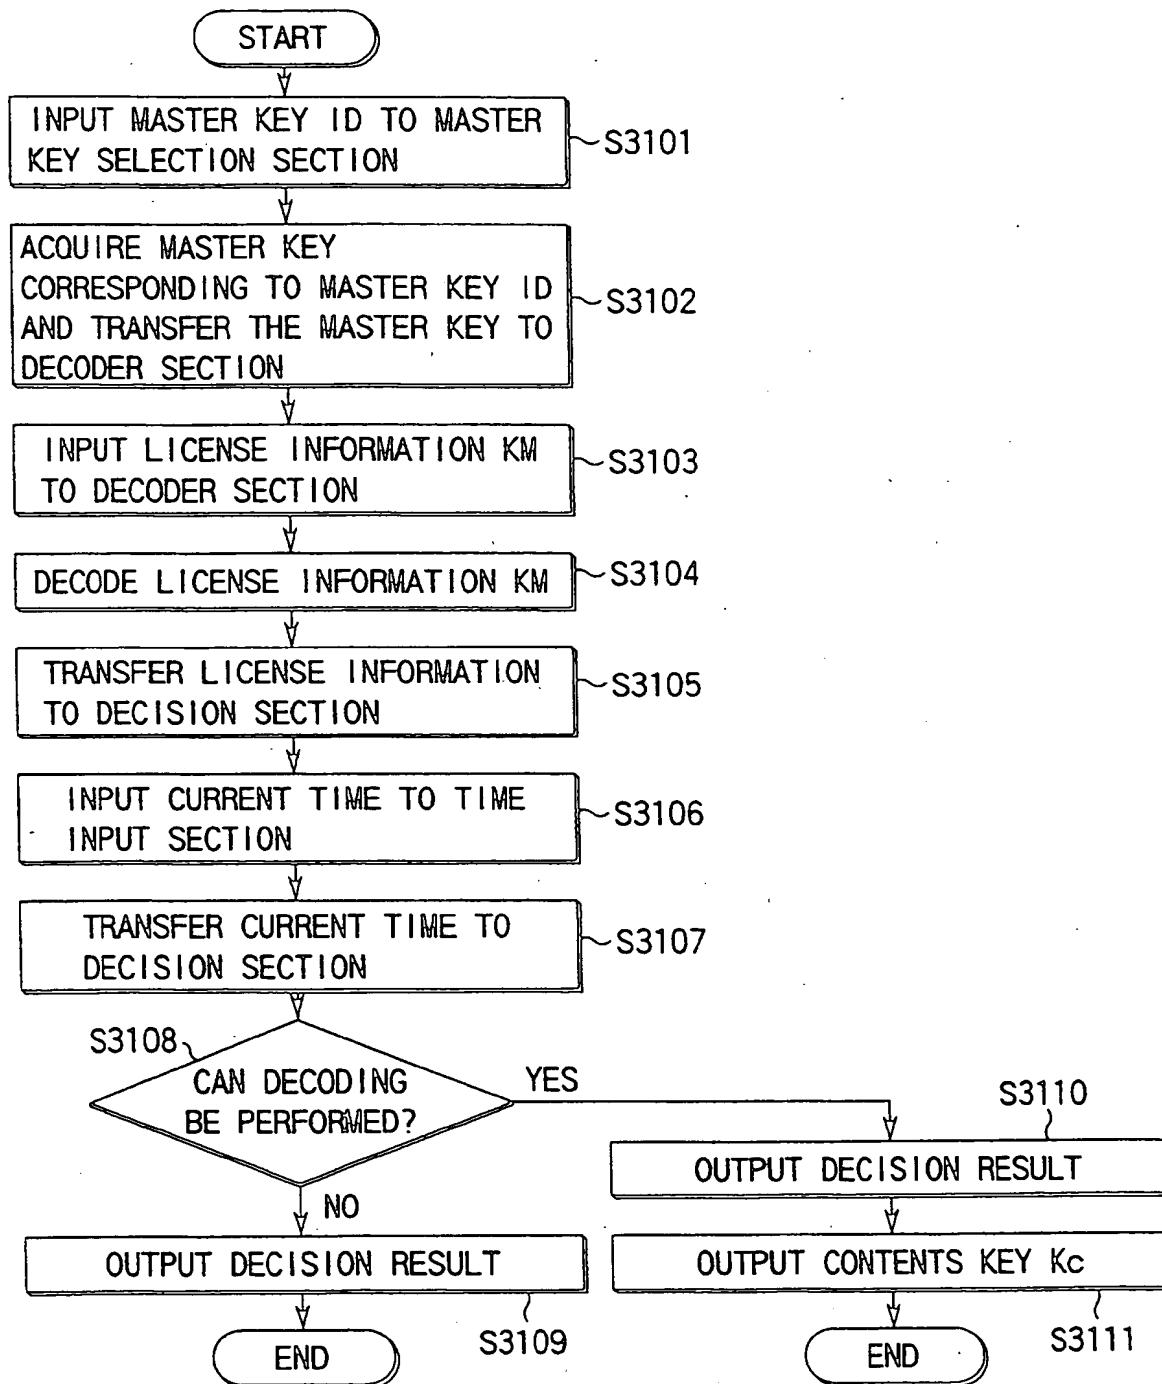 START
INPUT MASTER KEY ID TO MASTER
KEY SELECTION SECTION
S3101
ACQUIRE MASTER KEY
CORRESPONDING TO MASTER KEY ID
AND TRANSFER THE MASTER KEY TO
DECODER SECTION
S3102
INPUT LICENSE INFORMATION KM
TO DECODER SECTION
S3103
DECODE LICENSE INFORMATION KM
S3104
TRANSFER LICENSE INFORMATION
TO DECISION SECTION
S3105
INPUT CURRENT TIME TO TIME
INPUT SECTION
S3106
TRANSFER CURRENT TIME TO
DECISION SECTION
S3107
S3108
CAN DECODING
BE PERFORMED?
YES
NO
OUTPUT DECISION RESULT
S3109
END
S3110
OUTPUT DECISION RESULT
OUTPUT CONTENTS KEY Kc
S3111
END